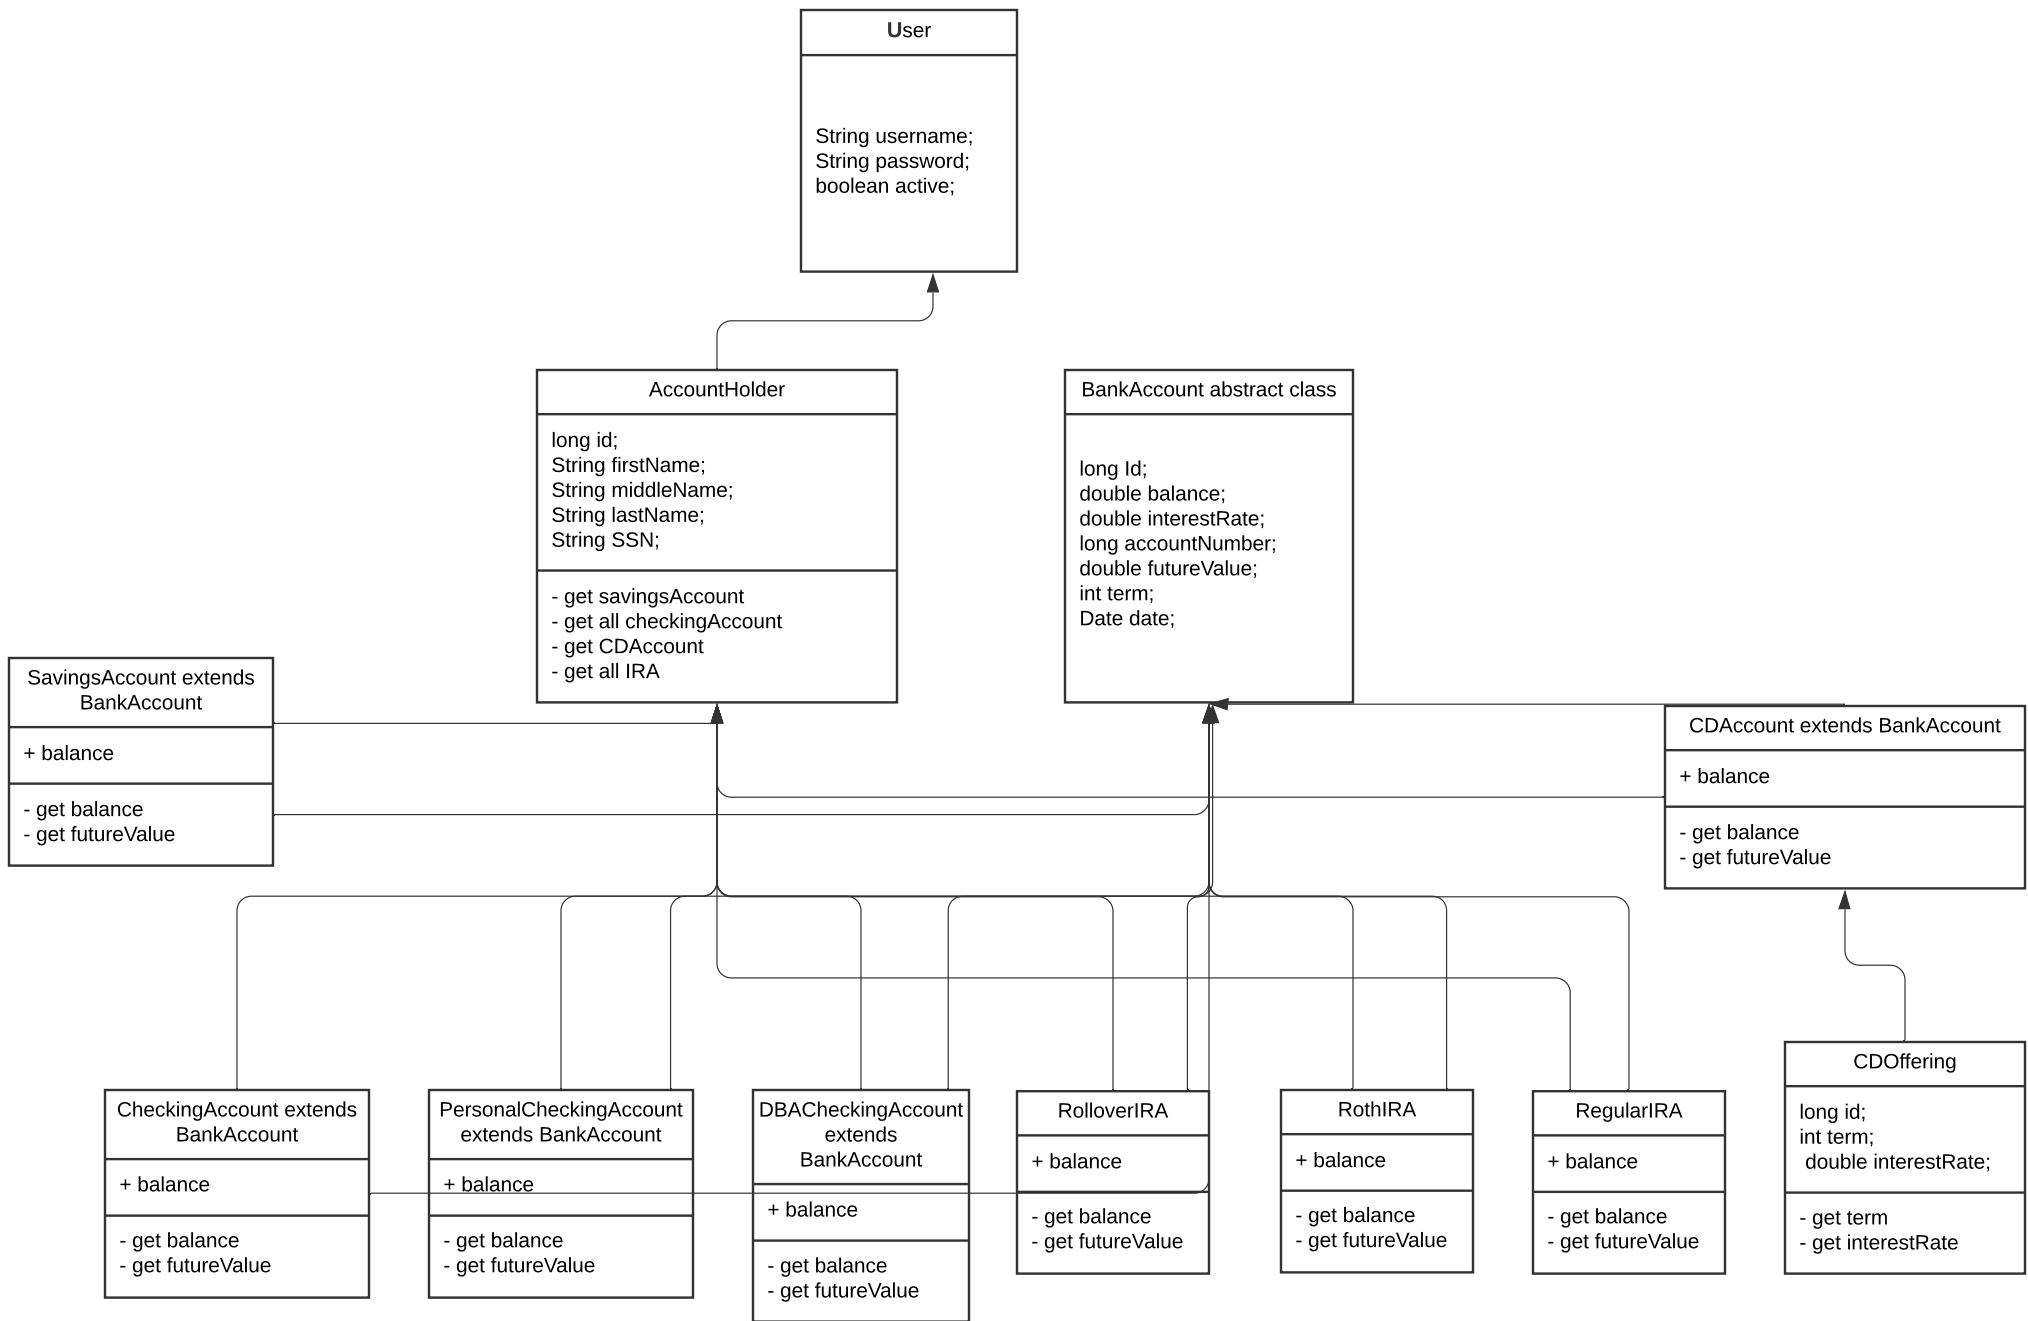 User
String username;
String password;
boolean active;
AccountHolder
long id;
String firstName;
String middleName;
String lastName;
String SSN;
- get savingsAccount
- get all checkingAccount
- get CDAccount
- get all IRA
BankAccount abstract class
long Id;
double balance;
double interestRate;
long accountNumber;
double futureValue;
int term;
Date date;
SavingsAccount extends
BankAccount
+ balance
- get balance
- get futureValue
CDAccount extends BankAccount
+ balance
- get balance
- get futureValue
CheckingAccount extends
BankAccount
+ balance
- get balance
- get futureValue
PersonalCheckingAccount
extends BankAccount
+ balance
- get balance
- get futureValue
DBACheckingAccount
extends
BankAccount
+ balance
- get balance
- get futureValue
RolloverIRA
+ balance
- get balance
- get futureValue
RothIRA
+ balance
- get balance
- get futureValue
RegularIRA
+ balance
- get balance
- get futureValue
CDOffering
long id;
int term;
double interestRate;
- get term
- get interestRate